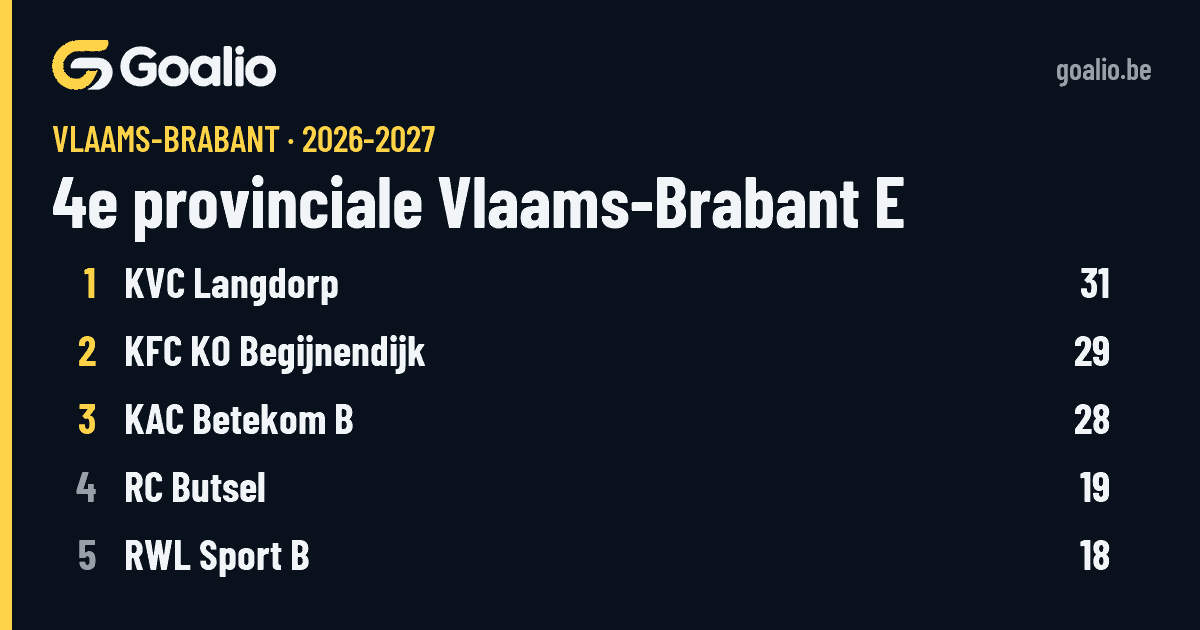 Goalio
goalio.be
VLAAMS-BRABANT · 2026-2027
4e provinciale Vlaams-Brabant E
1 KVC Langdorp 31
2 KFC KO Begijnendijk 29
3 KAC Betekom B 28
4 RC Butsel 19
5 RWL Sport B 18